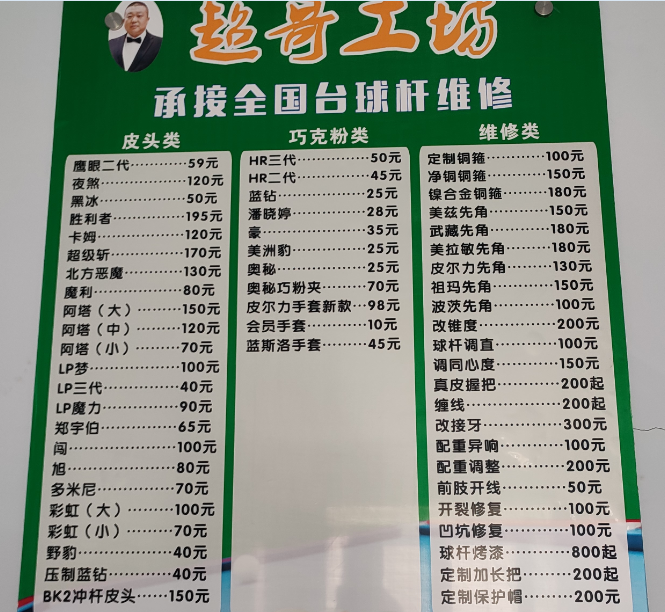 超哥工坊
承接全国台球杆维修
皮头类
鹰眼二代············59元
夜煞············120元
黑冰············50元
胜利者············195元
卡姆············120元
超级斩············170元
北方恶魔············130元
魔利············80元
阿塔（大）············150元
阿塔（中）············120元
阿塔（小）············70元
LP梦············100元
LP三代············40元
LP魔力············90元
郑宇伯············65元
闯············100元
旭············80元
多米尼············70元
彩虹（大）············100元
彩虹（小）············70元
野豹············40元
压制蓝钻············40元
BK2冲杆皮头······150元
巧克粉类
HR三代············50元
HR二代············45元
蓝钻············25元
潘晓婷············28元
豪············35元
美洲豹············25元
奥秘············25元
奥秘巧粉夹············70元
皮尔力手套新款···98元
会员手套············10元
蓝斯洛手套············45元
维修类
定制铜箍············100元
净铜铜箍············150元
镍合金铜箍·········180元
美兹先角············150元
武藏先角············180元
美拉敏先角·········180元
皮尔力先角·········130元
祖玛先角············150元
波茨先角············100元
改锥度············200元
球杆调直············100元
调同心度············150元
真皮握把············200起
缠线············200起
改接牙············300元
配重异响············100元
配重调整············200元
前肢开线············50元
开裂修复············100元
凹坑修复············100元
球杆烤漆············800起
定制加长把·········200起
定制保护帽·········200元